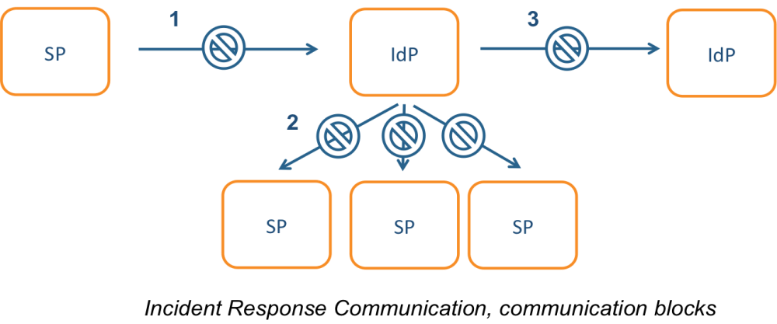 1
3
SP
IdP
IdP
2
SP
SP
SP
Incident Response Communication, communication blocks